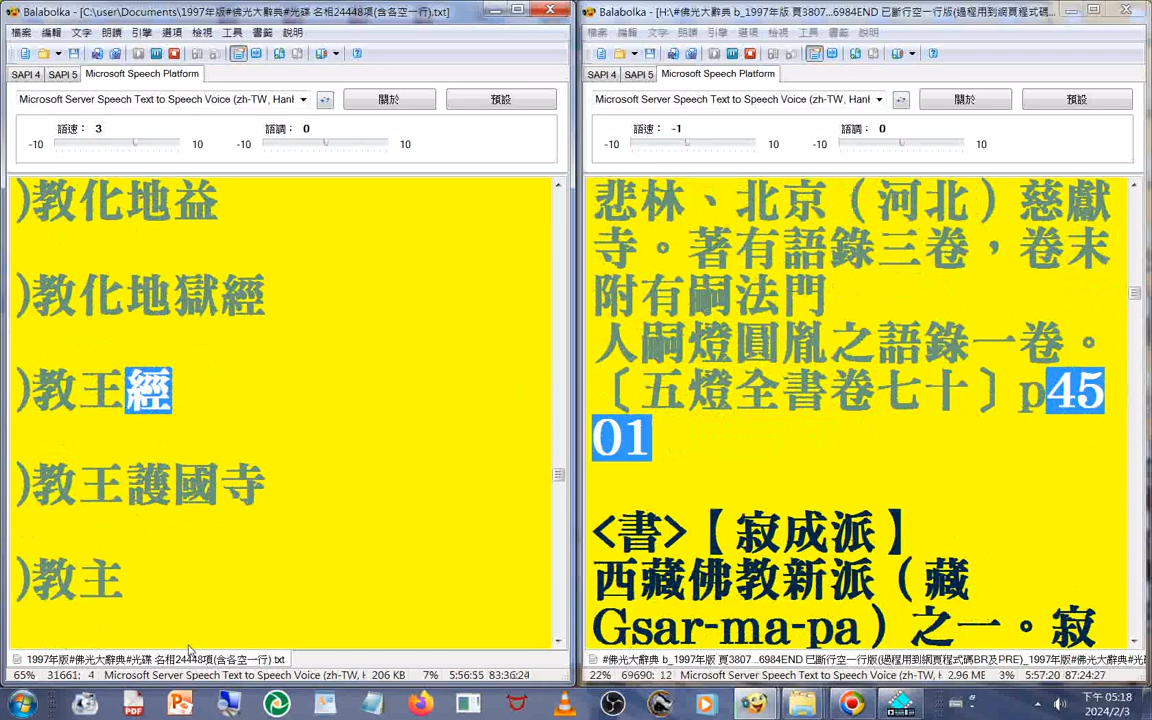 Balabolka - [C:\user\Documents\1997年版#佛光大辭典#光碟 名相24448項(含各空一行).txt]
檔案 編輯 文字 朗讀 引擎 選項 檢視 工具 書籤 說明
SAPI 4 SAPI 5 Microsoft Speech Platform
Microsoft Server Speech Text to Speech Voice (zh-TW, Hanl
關於 預設
語速： 3 語調： 0
-10 10 -10 10
)教化地益
)教化地獄經
)教王經
)教王護國寺
)教主
1997年版#佛光大辭典#光碟 名相24448項(含各空一行).txt
65% 31661: 4 Microsoft Server Speech Text to Speech Voice (zh-TW, H 206 KB 7% 5:56:55 83:36:24
Balabolka - [H:\#佛光大辭典 b_1997年版 頁3807...6984END 已斷行空一行版(過程用到網頁程式碼...
檔案 編輯 文字 朗讀 引擎 選項 檢視 工具 書籤 說明
SAPI 4 SAPI 5 Microsoft Speech Platform
Microsoft Server Speech Text to Speech Voice (zh-TW, Hanl
關於 預設
語速： -1 語調： 0
-10 10 -10 10
悲林、北京（河北）慈獻
寺。著有語錄三卷，卷末
附有嗣法門
人嗣燈圓胤之語錄一卷。
〔五燈全書卷七十〕p45
01
<書>【寂成派】
西藏佛教新派（藏
Gsar-ma-pa）之一。寂
#佛光大辭典 b_1997年版 頁3807...6984END 已斷行空一行版(過程用到網頁程式碼BR及PRE)_1997年版#光
22% 69690: 12 Microsoft Server Speech Text to Speech Voice (zh-TW, H 2.96 MB 3% 5:57:20 87:24:27
下午 05:18
2024/2/3